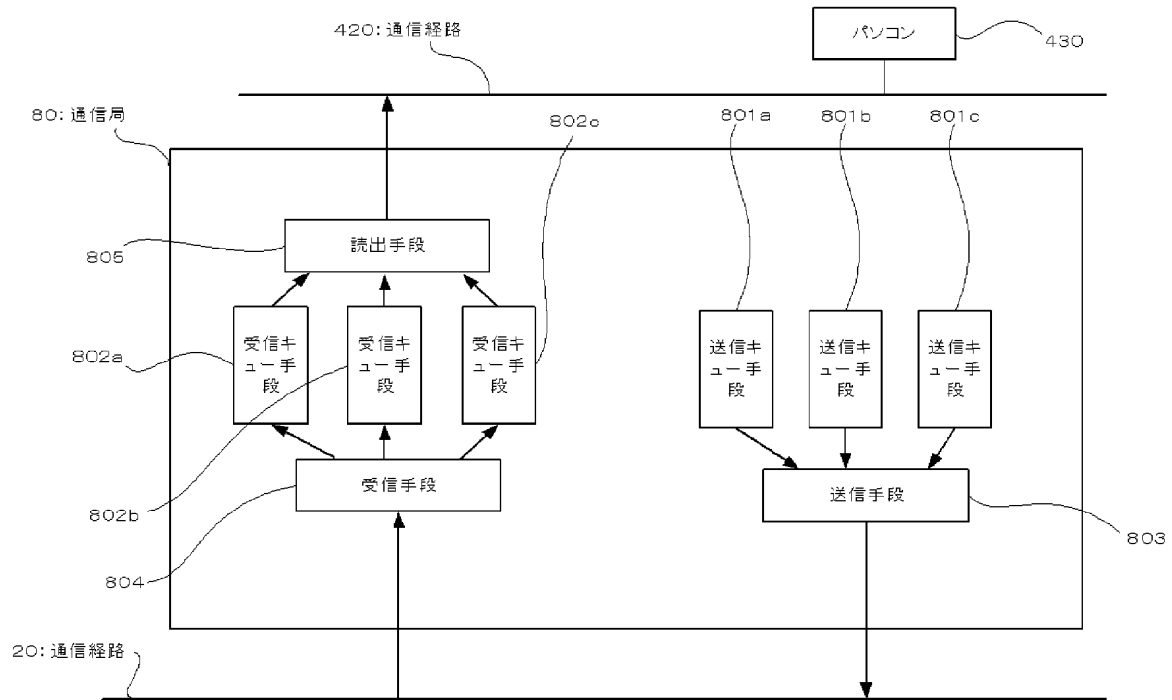 420:通信経路
パソコン
430
80:通信局
802c
801a
801b
801c
805
読出手段
802a
受信キ
ュー手
段
受信キ
ュー手
段
受信キ
ュー手
段
送信キ
ュー手
段
送信キ
ュー手
段
送信キ
ュー手
段
受信手段
送信手段
802b
803
804
20:通信経路